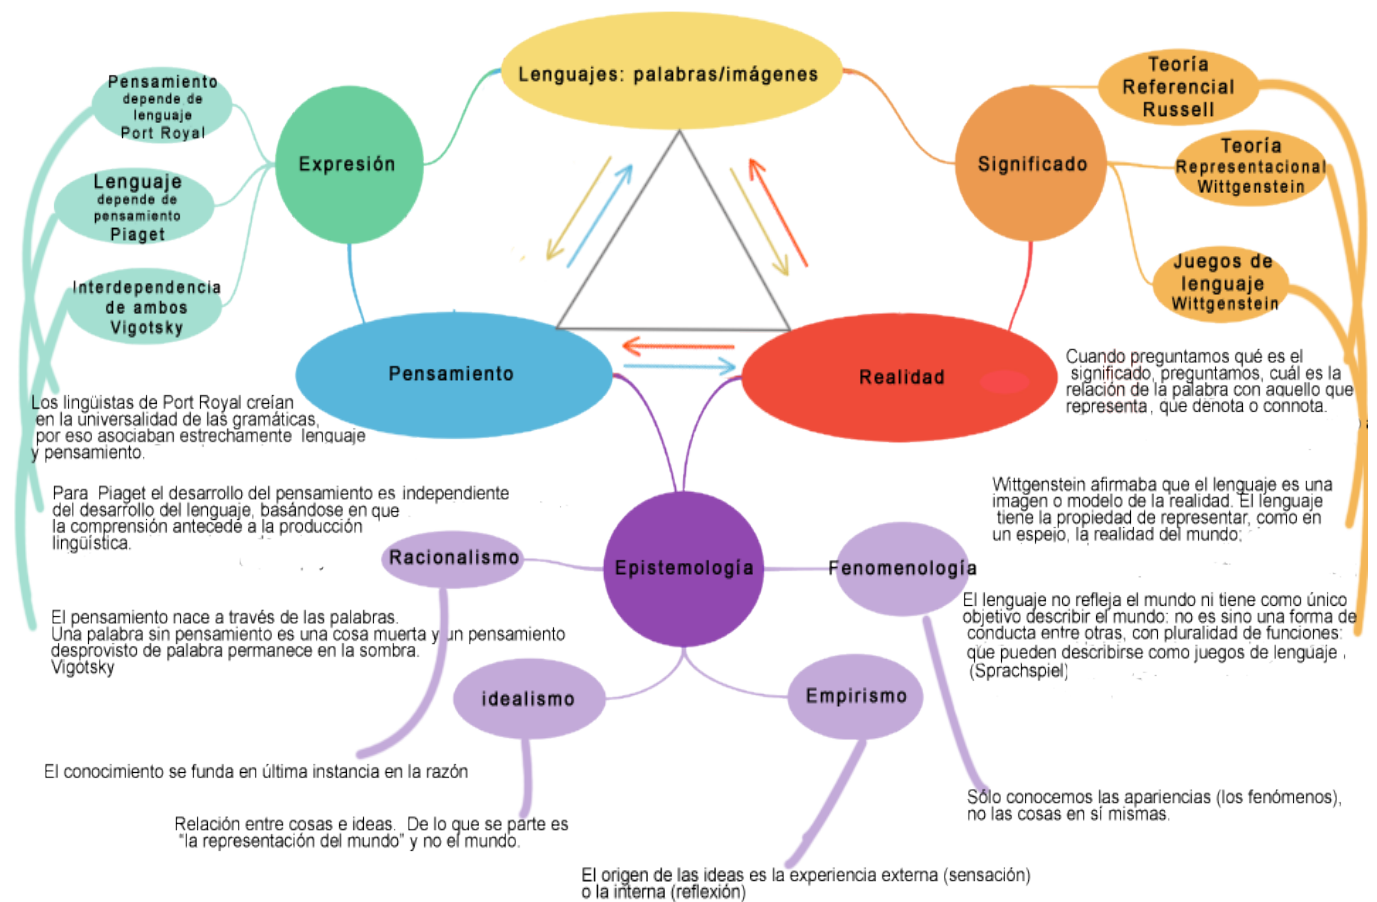 Lenguajes: palabras/imágenes
Pensamiento
depende de
lenguaje
Port Royal
Expresión
Lenguaje
depende de
pensamiento
Piaget
Interdependencia
de ambos
Vigotsky
Significado
Teoría
Referencial
Russell
Teoría
Representacional
Wittgenstein
Juegos de
lenguaje
Wittgenstein
Pensamiento
Realidad
Los lingüistas de Port Royal creían
en la universalidad de las gramáticas,
por eso asociaban estrechamente lenguaje
y pensamiento.
Para Piaget el desarrollo del pensamiento es independiente
del desarrollo del lenguaje, basándose en que
la comprensión antecede a la producción
lingüística.
El pensamiento nace a través de las palabras.
Una palabra sin pensamiento es una cosa muerta y un pensamiento
desprovisto de palabra permanece en la sombra.
Vigotsky
Cuando preguntamos qué es el
significado, preguntamos, cuál es la
relación de la palabra con aquello que
representa, que denota o connota.
Wittgenstein afirmaba que el lenguaje es una
imagen o modelo de la realidad. El lenguaje
tiene la propiedad de representar, como en
un espejo, la realidad del mundo;
El lenguaje no refleja el mundo ni tiene como único
objetivo describir el mundo: no es sino una forma de
conducta entre otras, con pluralidad de funciones:
que pueden describirse como juegos de lenguaje.
(Sprachspiel)
Epistemología
Racionalismo
Fenomenología
idealismo
Empirismo
El conocimiento se funda en última instancia en la razón
Relación entre cosas e ideas. De lo que se parte es
"la representación del mundo" y no el mundo.
El origen de las ideas es la experiencia externa (sensación)
o la interna (reflexión)
Sólo conocemos las apariencias (los fenómenos),
no las cosas en sí mismas.